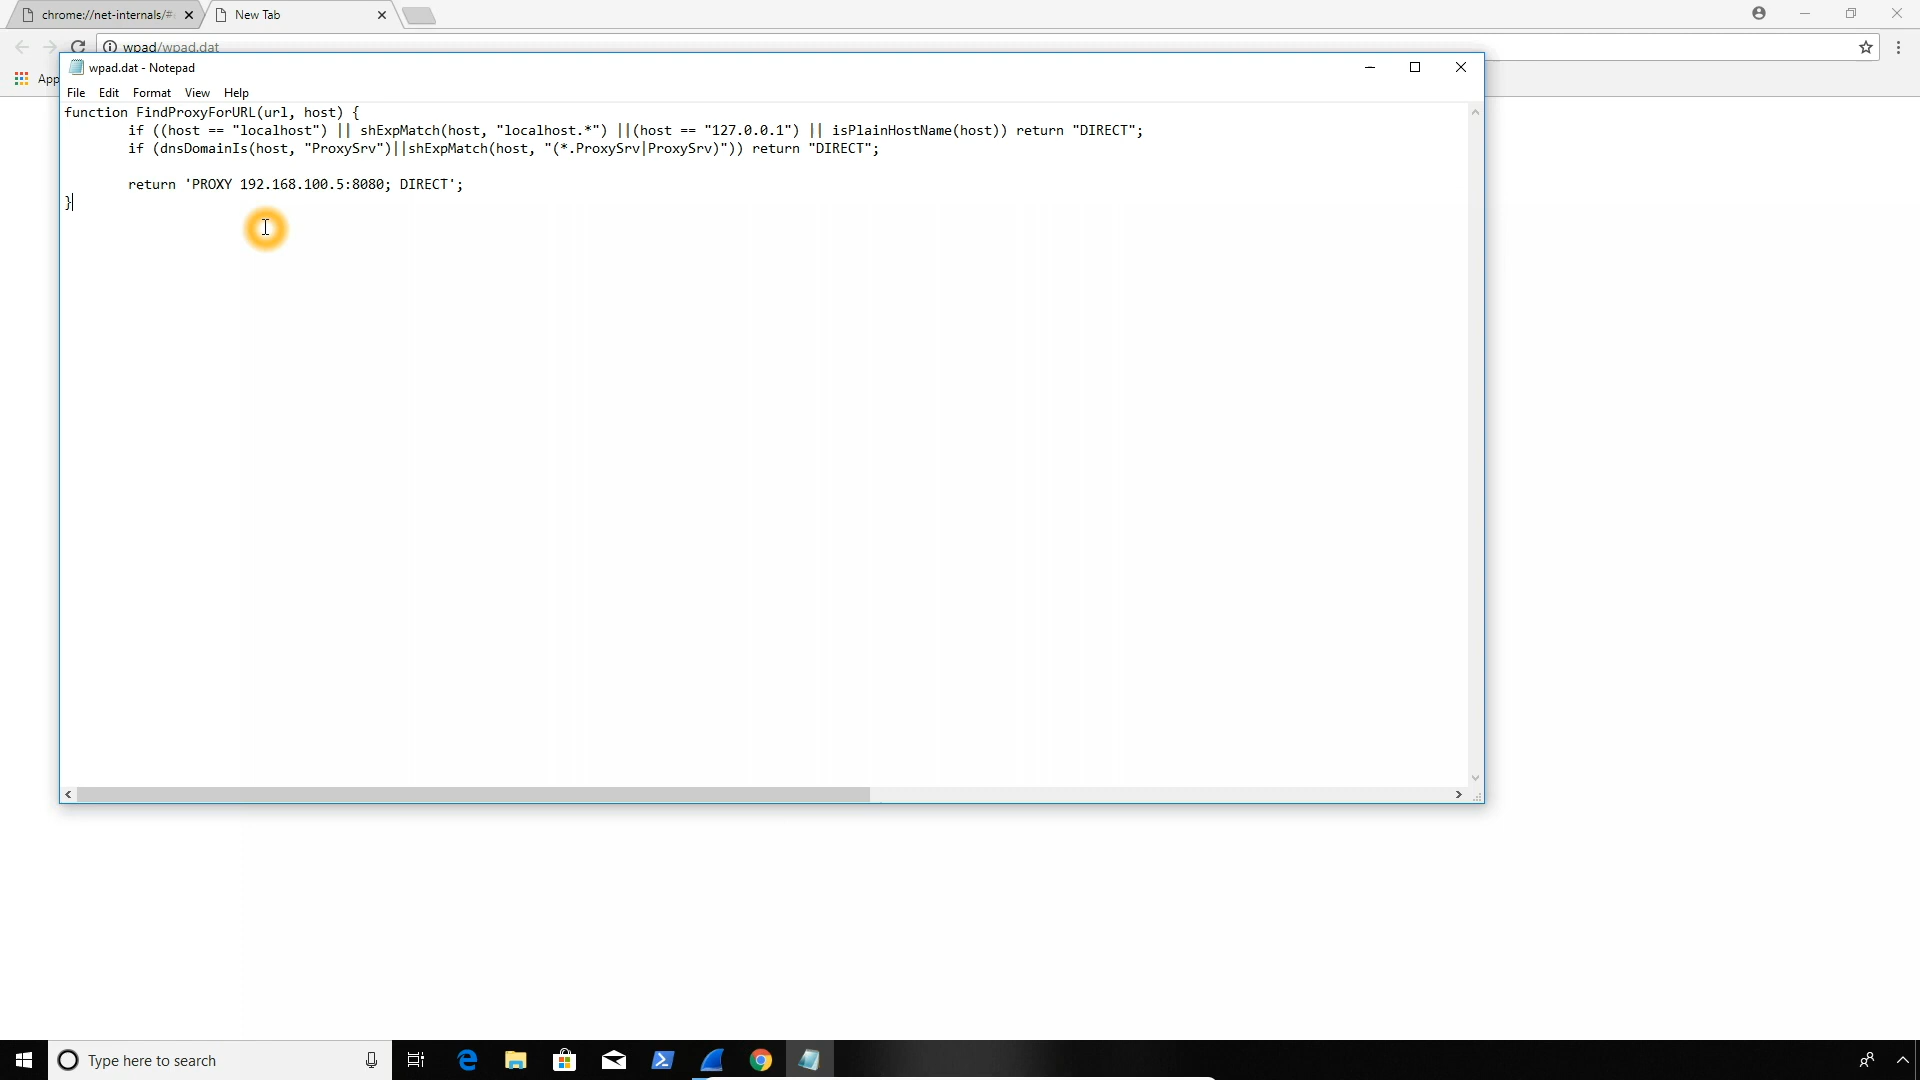 chrome://net-internals/#
New Tab
wpad/wpad.dat
App
wpad.dat - Notepad
File Edit Format View Help
function FindProxyForURL(url, host) {
        if ((host == "localhost") || shExpMatch(host, "localhost.*") ||(host == "127.0.0.1") || isPlainHostName(host)) return "DIRECT";
        if (dnsDomainIs(host, "ProxySrv")||shExpMatch(host, "(*.ProxySrv|ProxySrv)")) return "DIRECT";
        return 'PROXY 192.168.100.5:8080; DIRECT';
}
Type here to search